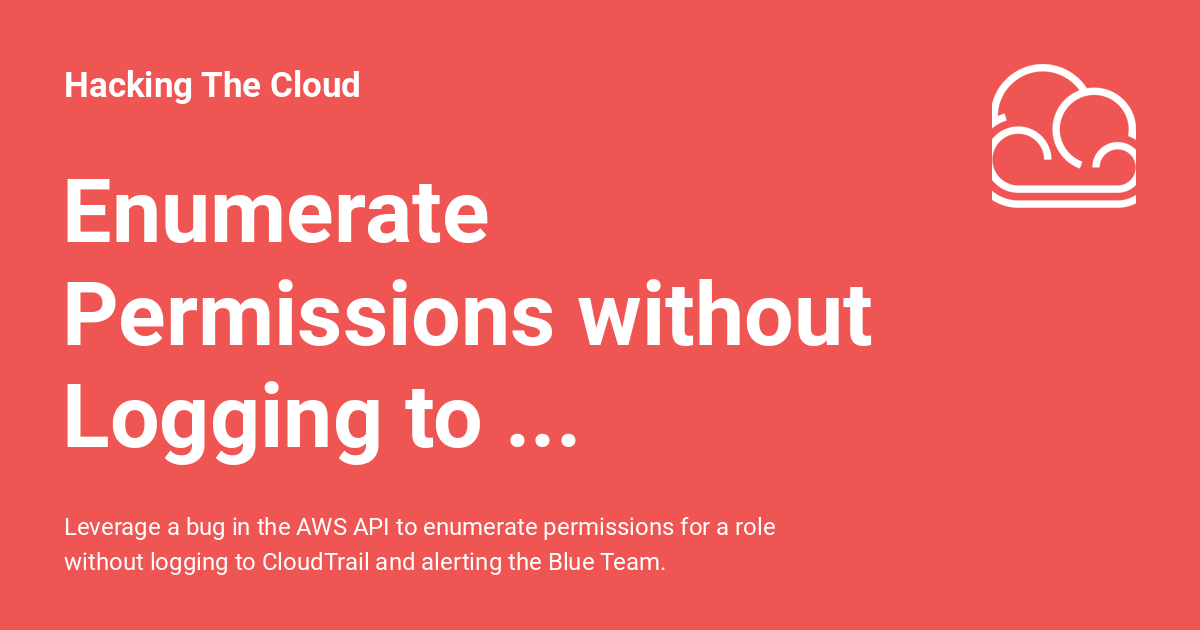 Hacking The Cloud
Enumerate
Permissions without
Logging to ...
Leverage a bug in the AWS API to enumerate permissions for a role
without logging to CloudTrail and alerting the Blue Team.